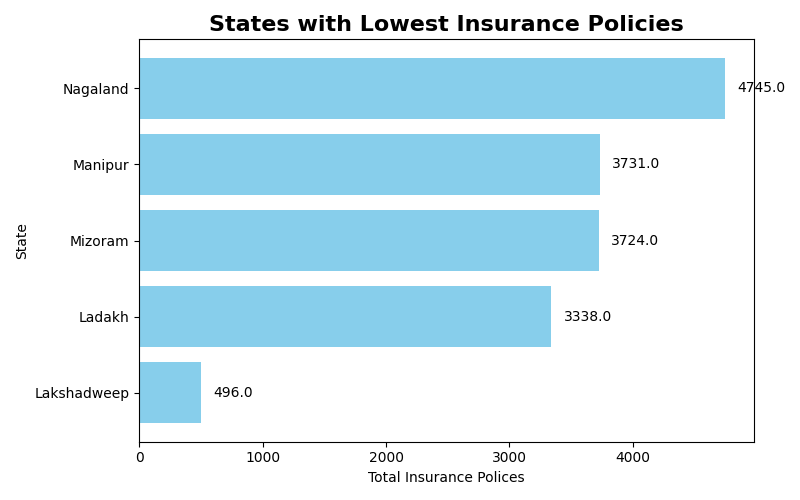 States with Lowest Insurance Policies
Nagaland 4745.0
Manipur 3731.0
Mizoram 3724.0
Ladakh 3338.0
Lakshadweep 496.0
State
0 1000 2000 3000 4000
Total Insurance Polices